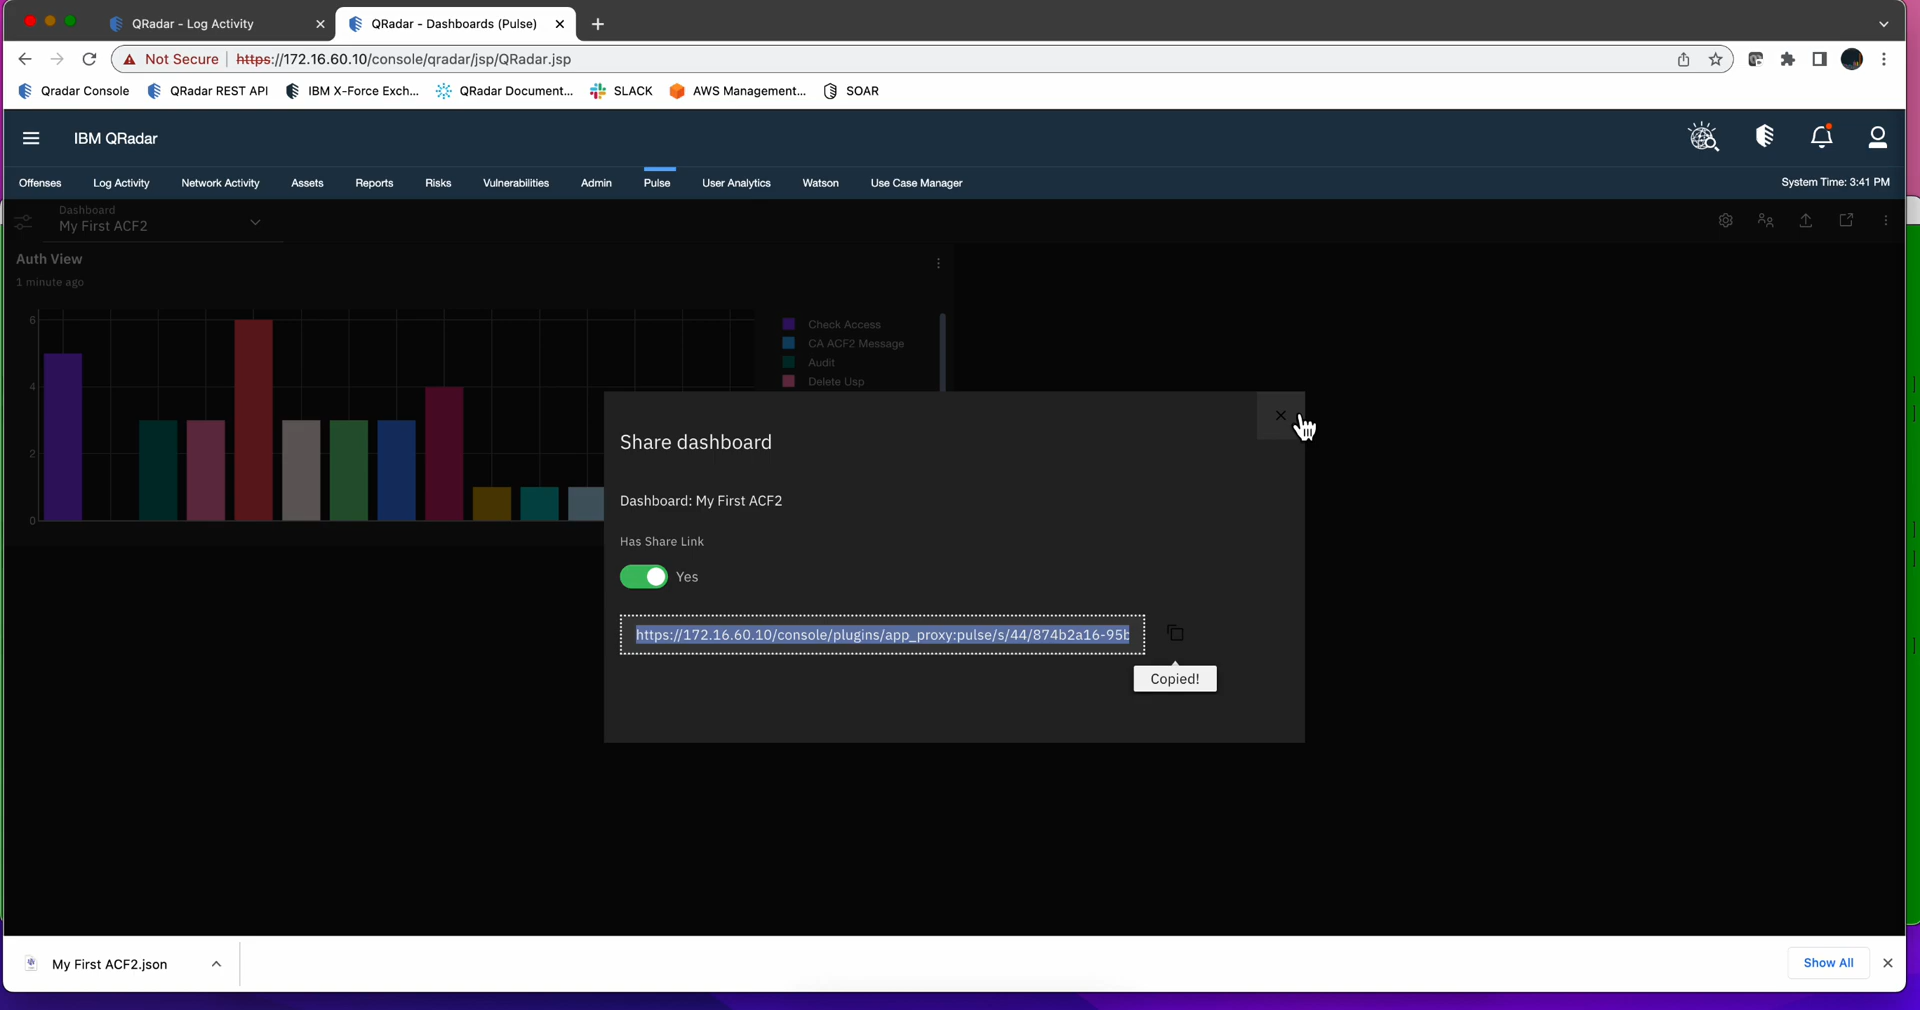 QRadar - Log Activity
QRadar - Dashboards (Pulse)
Not Secure
https://172.16.60.10/console/qradar/jsp/QRadar.jsp
Qradar Console
QRadar REST API
IBM X-Force Exch...
QRadar Document...
SLACK
AWS Management...
SOAR
IBM QRadar
Offenses
Log Activity
Network Activity
Assets
Reports
Risks
Vulnerabilities
Admin
Pulse
User Analytics
Watson
Use Case Manager
System Time: 3:41 PM
Dashboard
My First ACF2
Auth View
1 minute ago
6
4
2
0
Check Access
CA ACF2 Message
Audit
Delete Usp
Share dashboard
Dashboard: My First ACF2
Has Share Link
Yes
https://172.16.60.10/console/plugins/app_proxy:pulse/s/44/874b2a16-95b
Copied!
My First ACF2.json
Show All